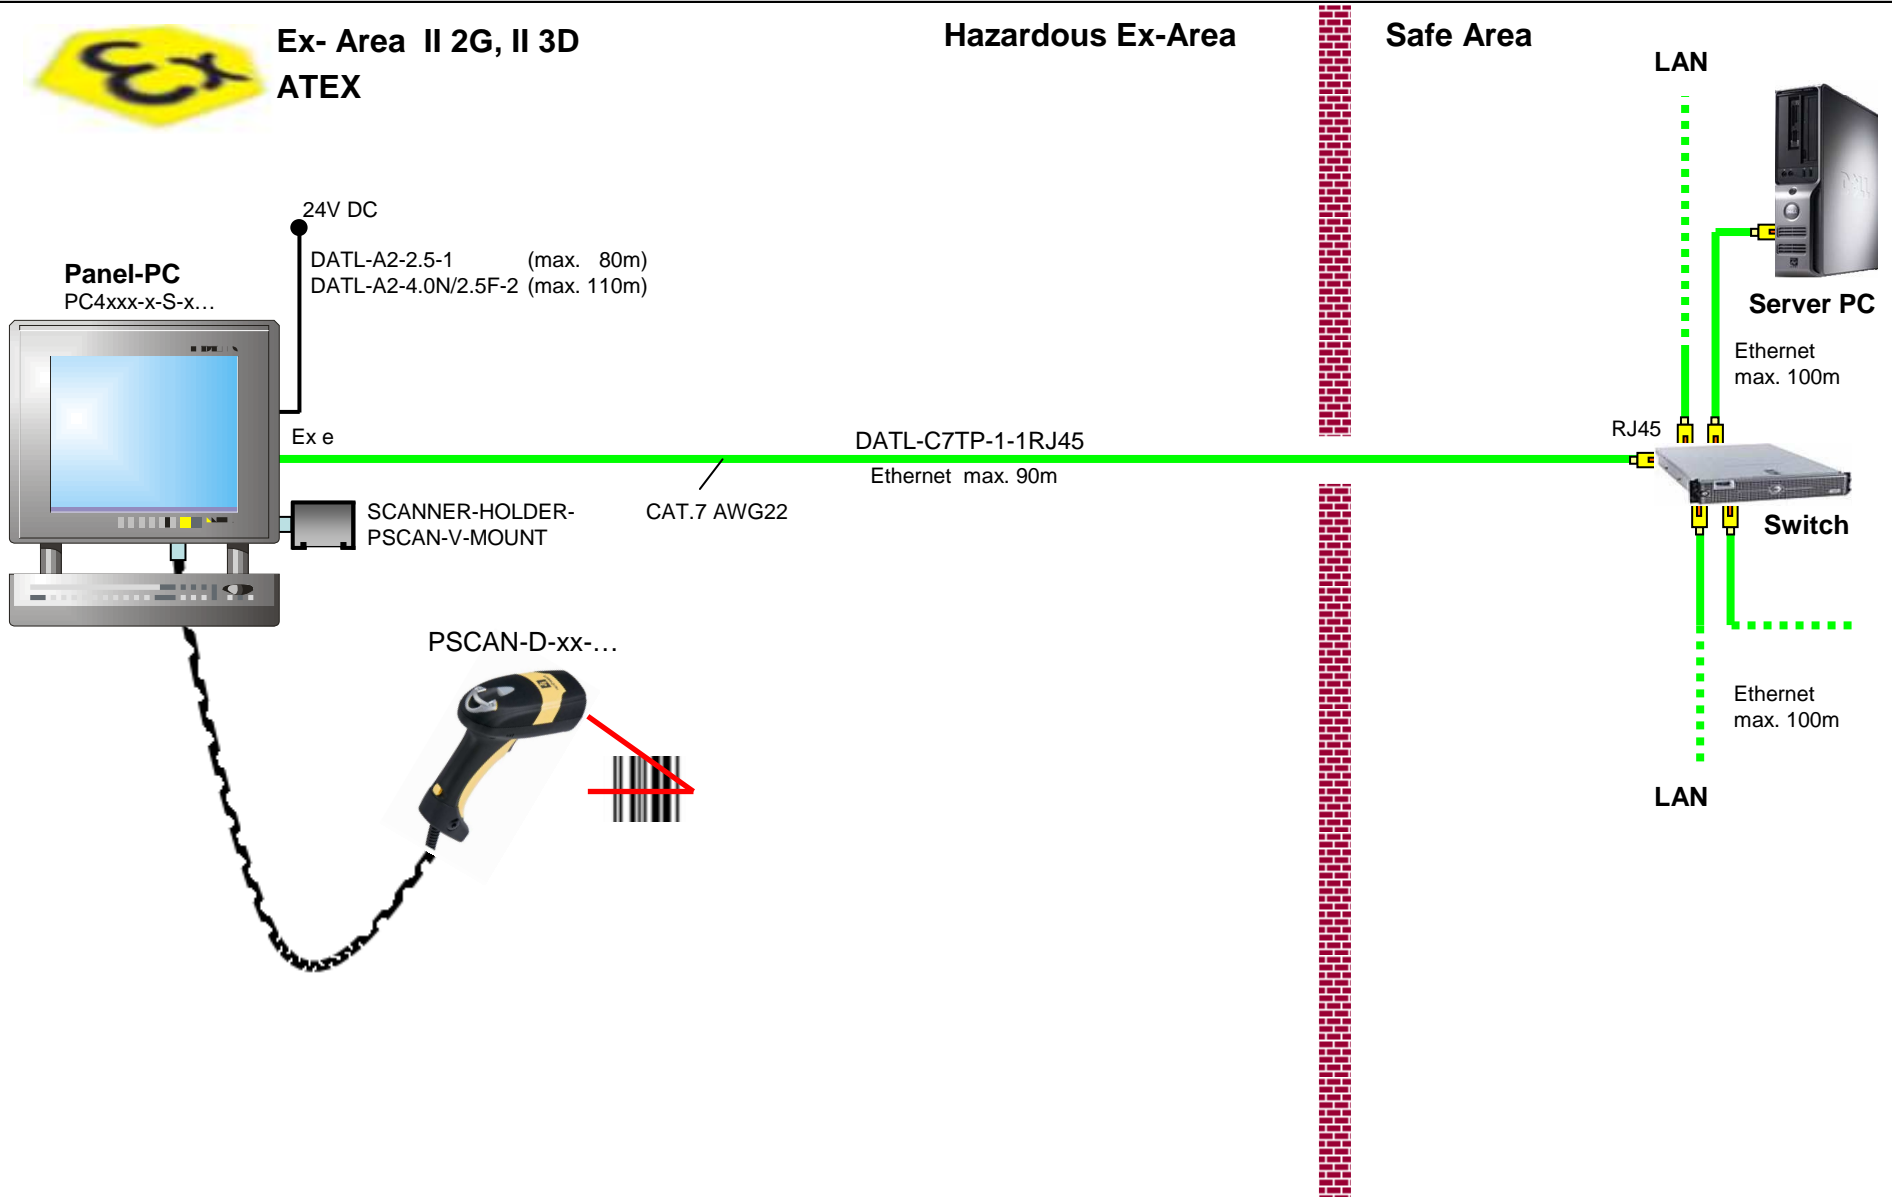 Ex- Area II 2G, II 3D
ATEX
Hazardous Ex-Area
Safe Area
LAN
24V DC
DATL-A2-2.5-1 (max. 80m)
DATL-A2-4.0N/2.5F-2 (max. 110m)
Panel-PC
PC4xxx-x-S-x…
Server PC
Ethernet
max. 100m
Ex e
DATL-C7TP-1-1RJ45
Ethernet max. 90m
RJ45
SCANNER-HOLDER-
PSCAN-V-MOUNT
CAT.7 AWG22
Switch
PSCAN-D-xx-…
Ethernet
max. 100m
LAN
εx
DELL